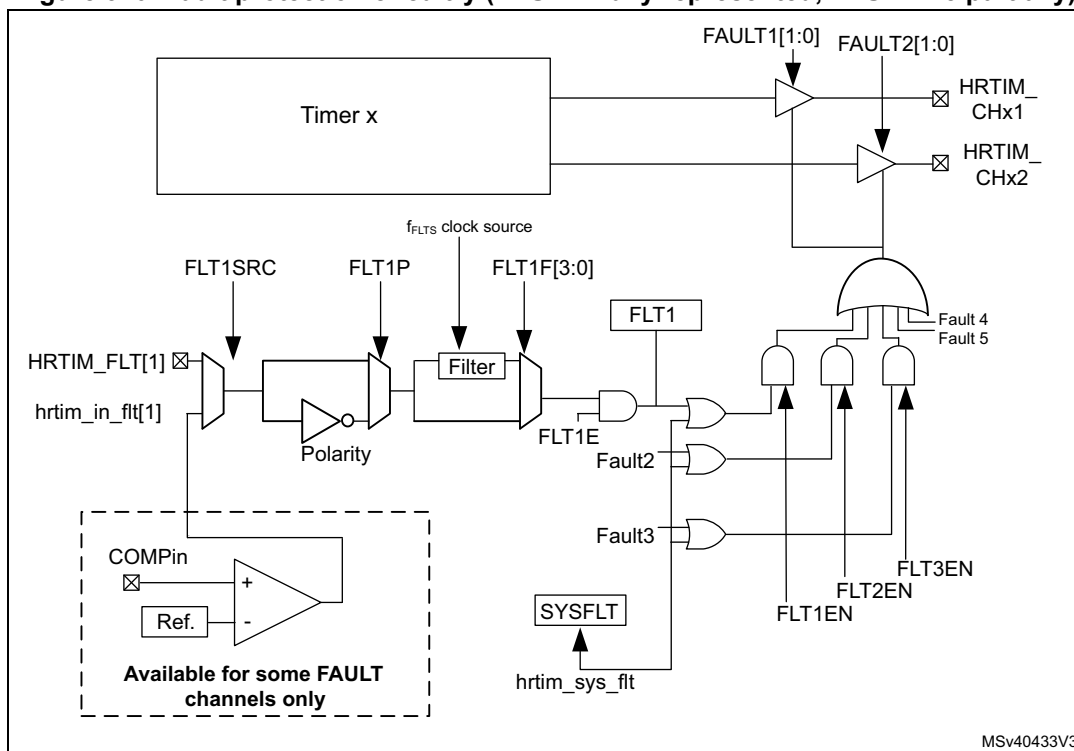 FAULT1[1:0]
FAULT2[1:0]
Timer x
HRTIM_
CHx1
HRTIM_
CHx2
fFLTS clock source
FLT1SRC
FLT1P
FLT1F[3:0]
FLT1
Fault 4
Fault 5
HRTIM_FLT[1]
Filter
hrtim_in_flt[1]
FLT1E
Polarity
Fault2
Fault3
COMPin
+
Ref.
-
FLT3EN
FLT2EN
FLT1EN
SYSFLT
Available for some FAULT
channels only
hrtim_sys_flt
MSv40433V3